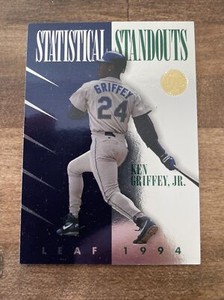 STATISTICAL STANDOUTS
GRIFFEY
24
KEN
GRIFFEY, JR.
LEAF 1994